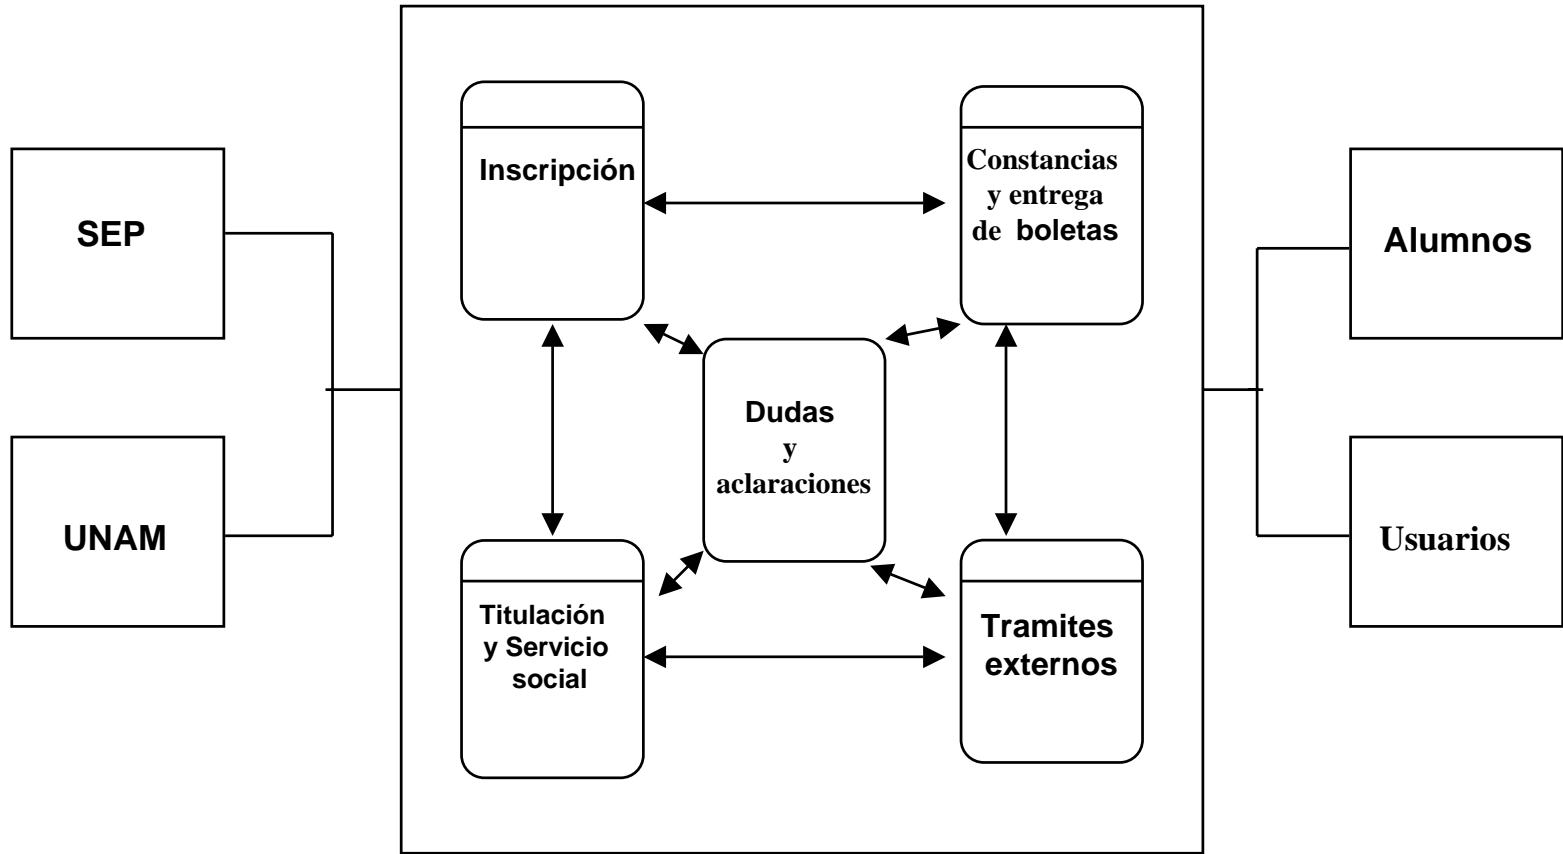 SEP
UNAM
Inscripción
Constancias
y entrega
de boletas
Dudas
y
aclaraciones
Titulación
y Servicio
social
Tramites
externos
Alumnos
Usuarios